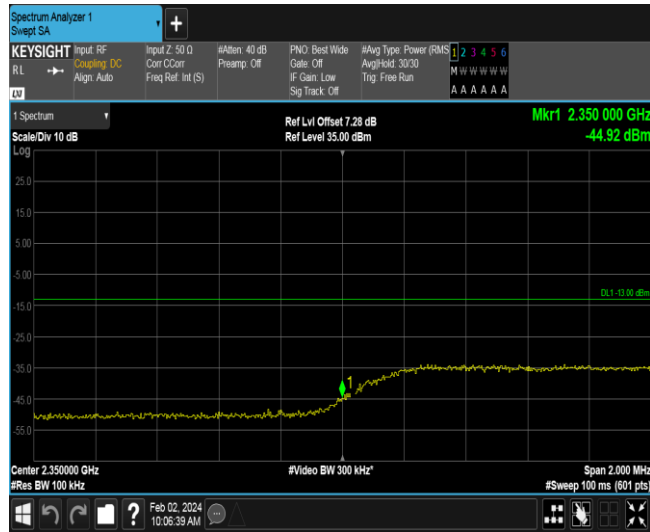 Spectrum Analyzer 1
Swept SA
KEYSIGHT
RL
LXI
Input: RF
Coupling: DC
Align: Auto
Input Z: 50 Ω
Corr CCorr
Freq Ref: Int (S)
#Atten: 40 dB
Preamp: Off
PNO: Best Wide
Gate: Off
IF Gain: Low
Sig Track: Off
#Avg Type: Power (RMS
Avg|Hold: 30/30
Trig: Free Run
1 2 3 4 5 6
M W W W W W
A A A A A A
1 Spectrum
Scale/Div 10 dB
Log
Ref Lvl Offset 7.28 dB
Ref Level 35.00 dBm
Mkr1 2.350 000 GHz
-44.92 dBm
25.0
15.0
5.00
-5.00
DL1 -13.00 dBm
-15.0
-25.0
-35.0
1
-45.0
-55.0
Center 2.350000 GHz
#Video BW 300 kHz*
Span 2.000 MHz
#Res BW 100 kHz
#Sweep 100 ms (601 pts)
?
Feb 02, 2024
10:06:39 AM